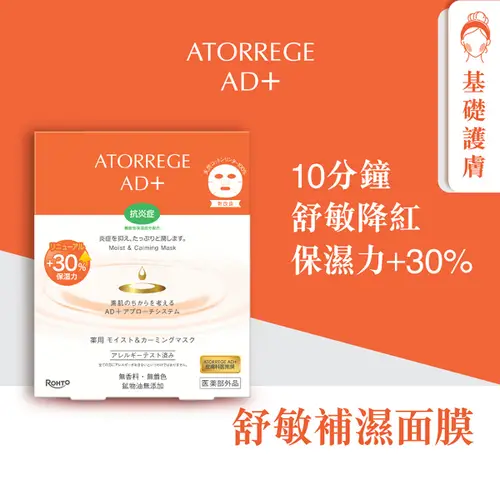 ATORREGE
AD+
基礎護膚
10分鐘
舒敏降紅
保濕力+30%
ATORREGE
AD+
抗炎症
炎症を抑え、たっぷりと潤します。
Moist & Calming Mask
リニューアル
+30%
保濕力
素肌のちからを考える
AD+アプローチシステム
薬用 モイスト&カーミングマスク
アレルギーテスト済み
無香料・無着色
鉱物油無添加
ROHTO
ATORREGE AD+
医薬部外品
舒敏補濕面膜